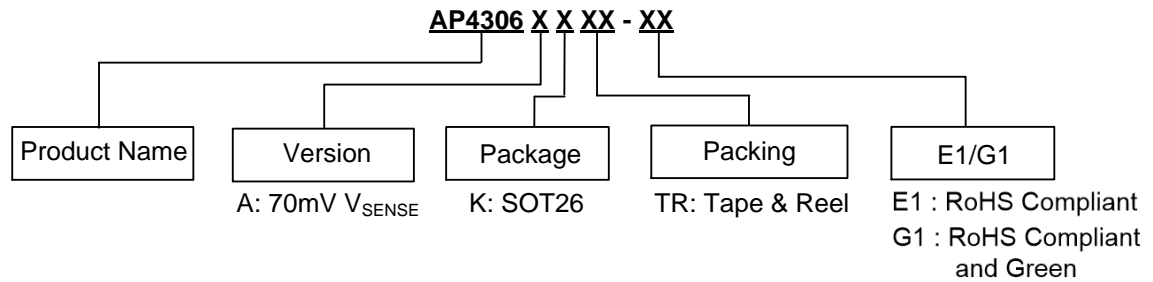 AP4306 X X XX - XX
Product Name
Version
Package
Packing
E1/G1
A: 70mV VSENSE
K: SOT26
TR: Tape & Reel
E1 : RoHS Compliant
G1 : RoHS Compliant
and Green